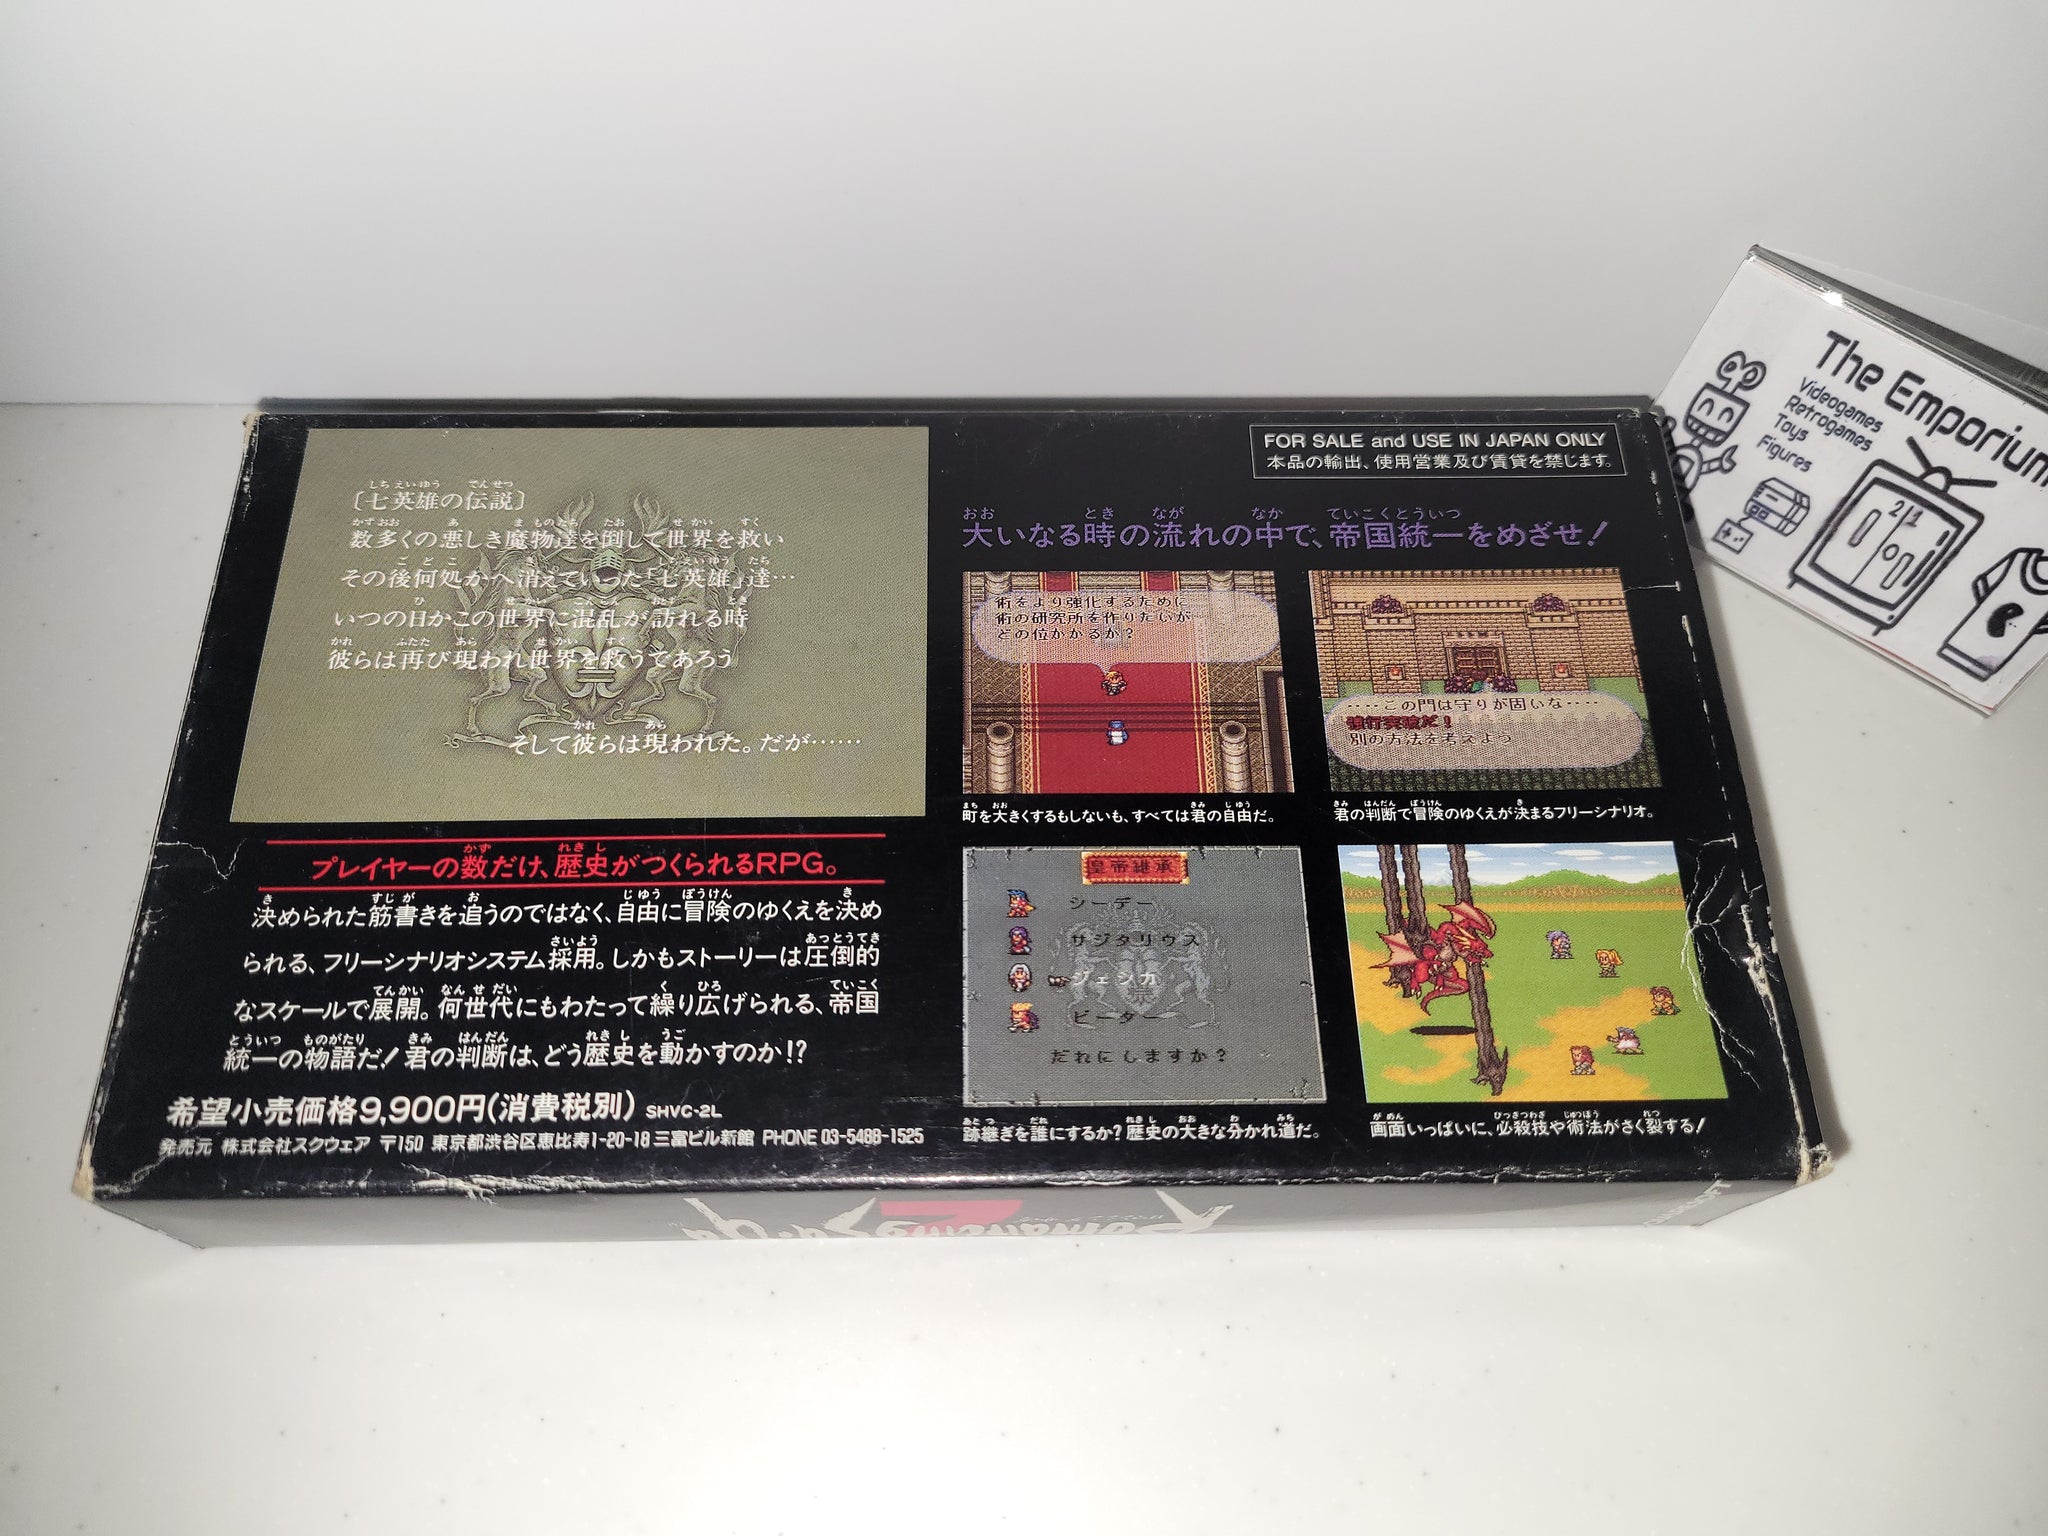 〔七英雄の伝説〕
数多くの悪しき魔物達を倒して世界を救い
その後何処かへ消えていった「七英雄」達…
いつの日かこの世界に混乱が訪れる時
彼らは再び現われ世界を救うであろう
そして彼らは現われた。だが……
プレイヤーの数だけ、歴史がつくられるRPG。
決められた筋書きを追うのではなく、自由に冒険のゆくえを決め
られる、フリーシナリオシステム採用。しかもストーリーは圧倒的
なスケールで展開。何世代にもわたって繰り広げられる、帝国
統一の物語だ!君の判断は、どう歴史を動かすのか!?
希望小売価格9,900円(消費税別) SHVC-2L
発売元 株式会社スクウェア 〒150 東京都渋谷区恵比寿1-20-18 三富ビル新館 PHONE 03-5488-1525
FOR SALE and USE IN JAPAN ONLY
本品の輸出、使用営業及び賃貸を禁じます。
大いなる時の流れの中で、帝国統一をめざせ!
術をより強化するために
術の研究所を作りたいが…
どの位かかるか?
町を大きくするもしないも、すべては君の自由だ。
‥‥この門は守りが固いな‥‥
強行突破だ!
別の方法を考えよう
君の判断で冒険のゆくえが決まるフリーシナリオ。
皇帝継承
シーデー
サジタリウス
ジェシカ
ピーター
だれにしますか?
跡継ぎを誰にするか?歴史の大きな分かれ道だ。
画面いっぱいに、必殺技や術法がさく裂する!
Romancing Sa・Ga
2
SQUARESOFT
The Emporium
Videogames
Retrogames
Toys
Figures